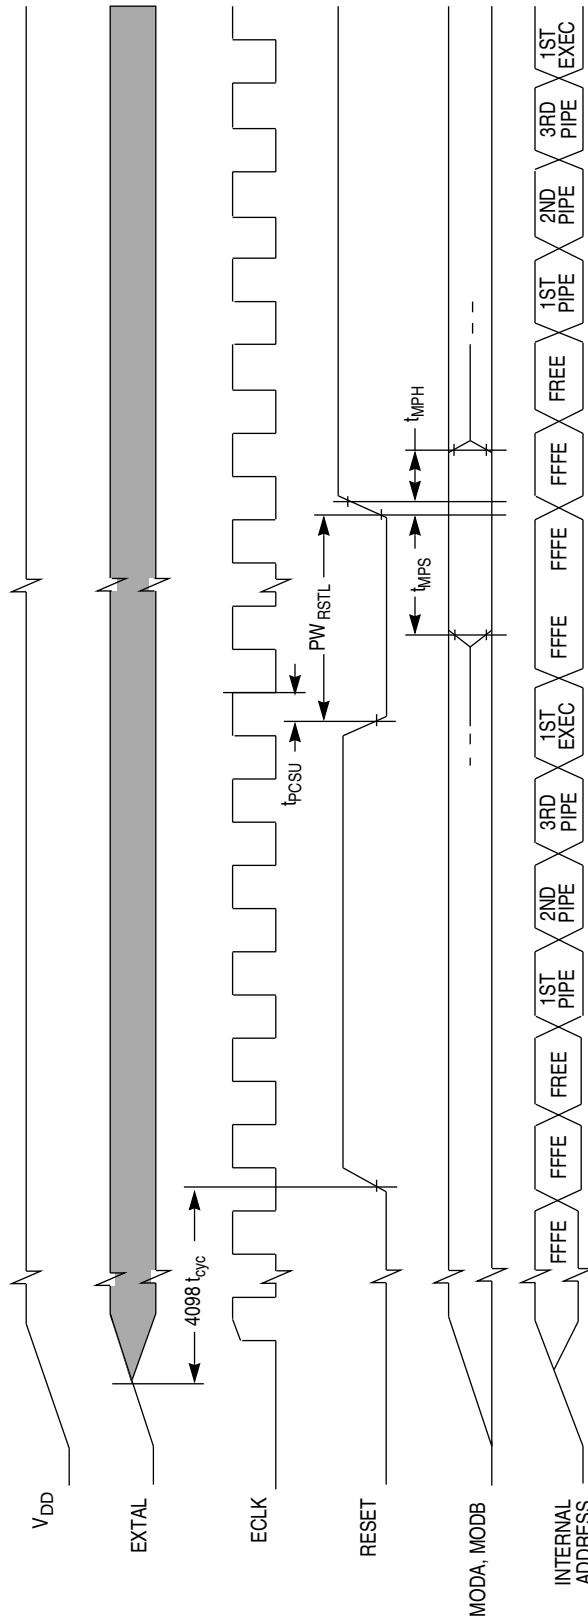 VDD
EXTAL
4098 tcyc
ECLK
tPCSU
RESET
PWRSTL
MODA, MODB
tMPS
tMPH
INTERNAL
ADDRESS
FFFE
FFFE
FREE
1ST
PIPE
2ND
PIPE
3RD
PIPE
1ST
EXEC
FFFE
FFFE
FFFE
FREE
1ST
PIPE
2ND
PIPE
3RD
PIPE
1ST
EXEC